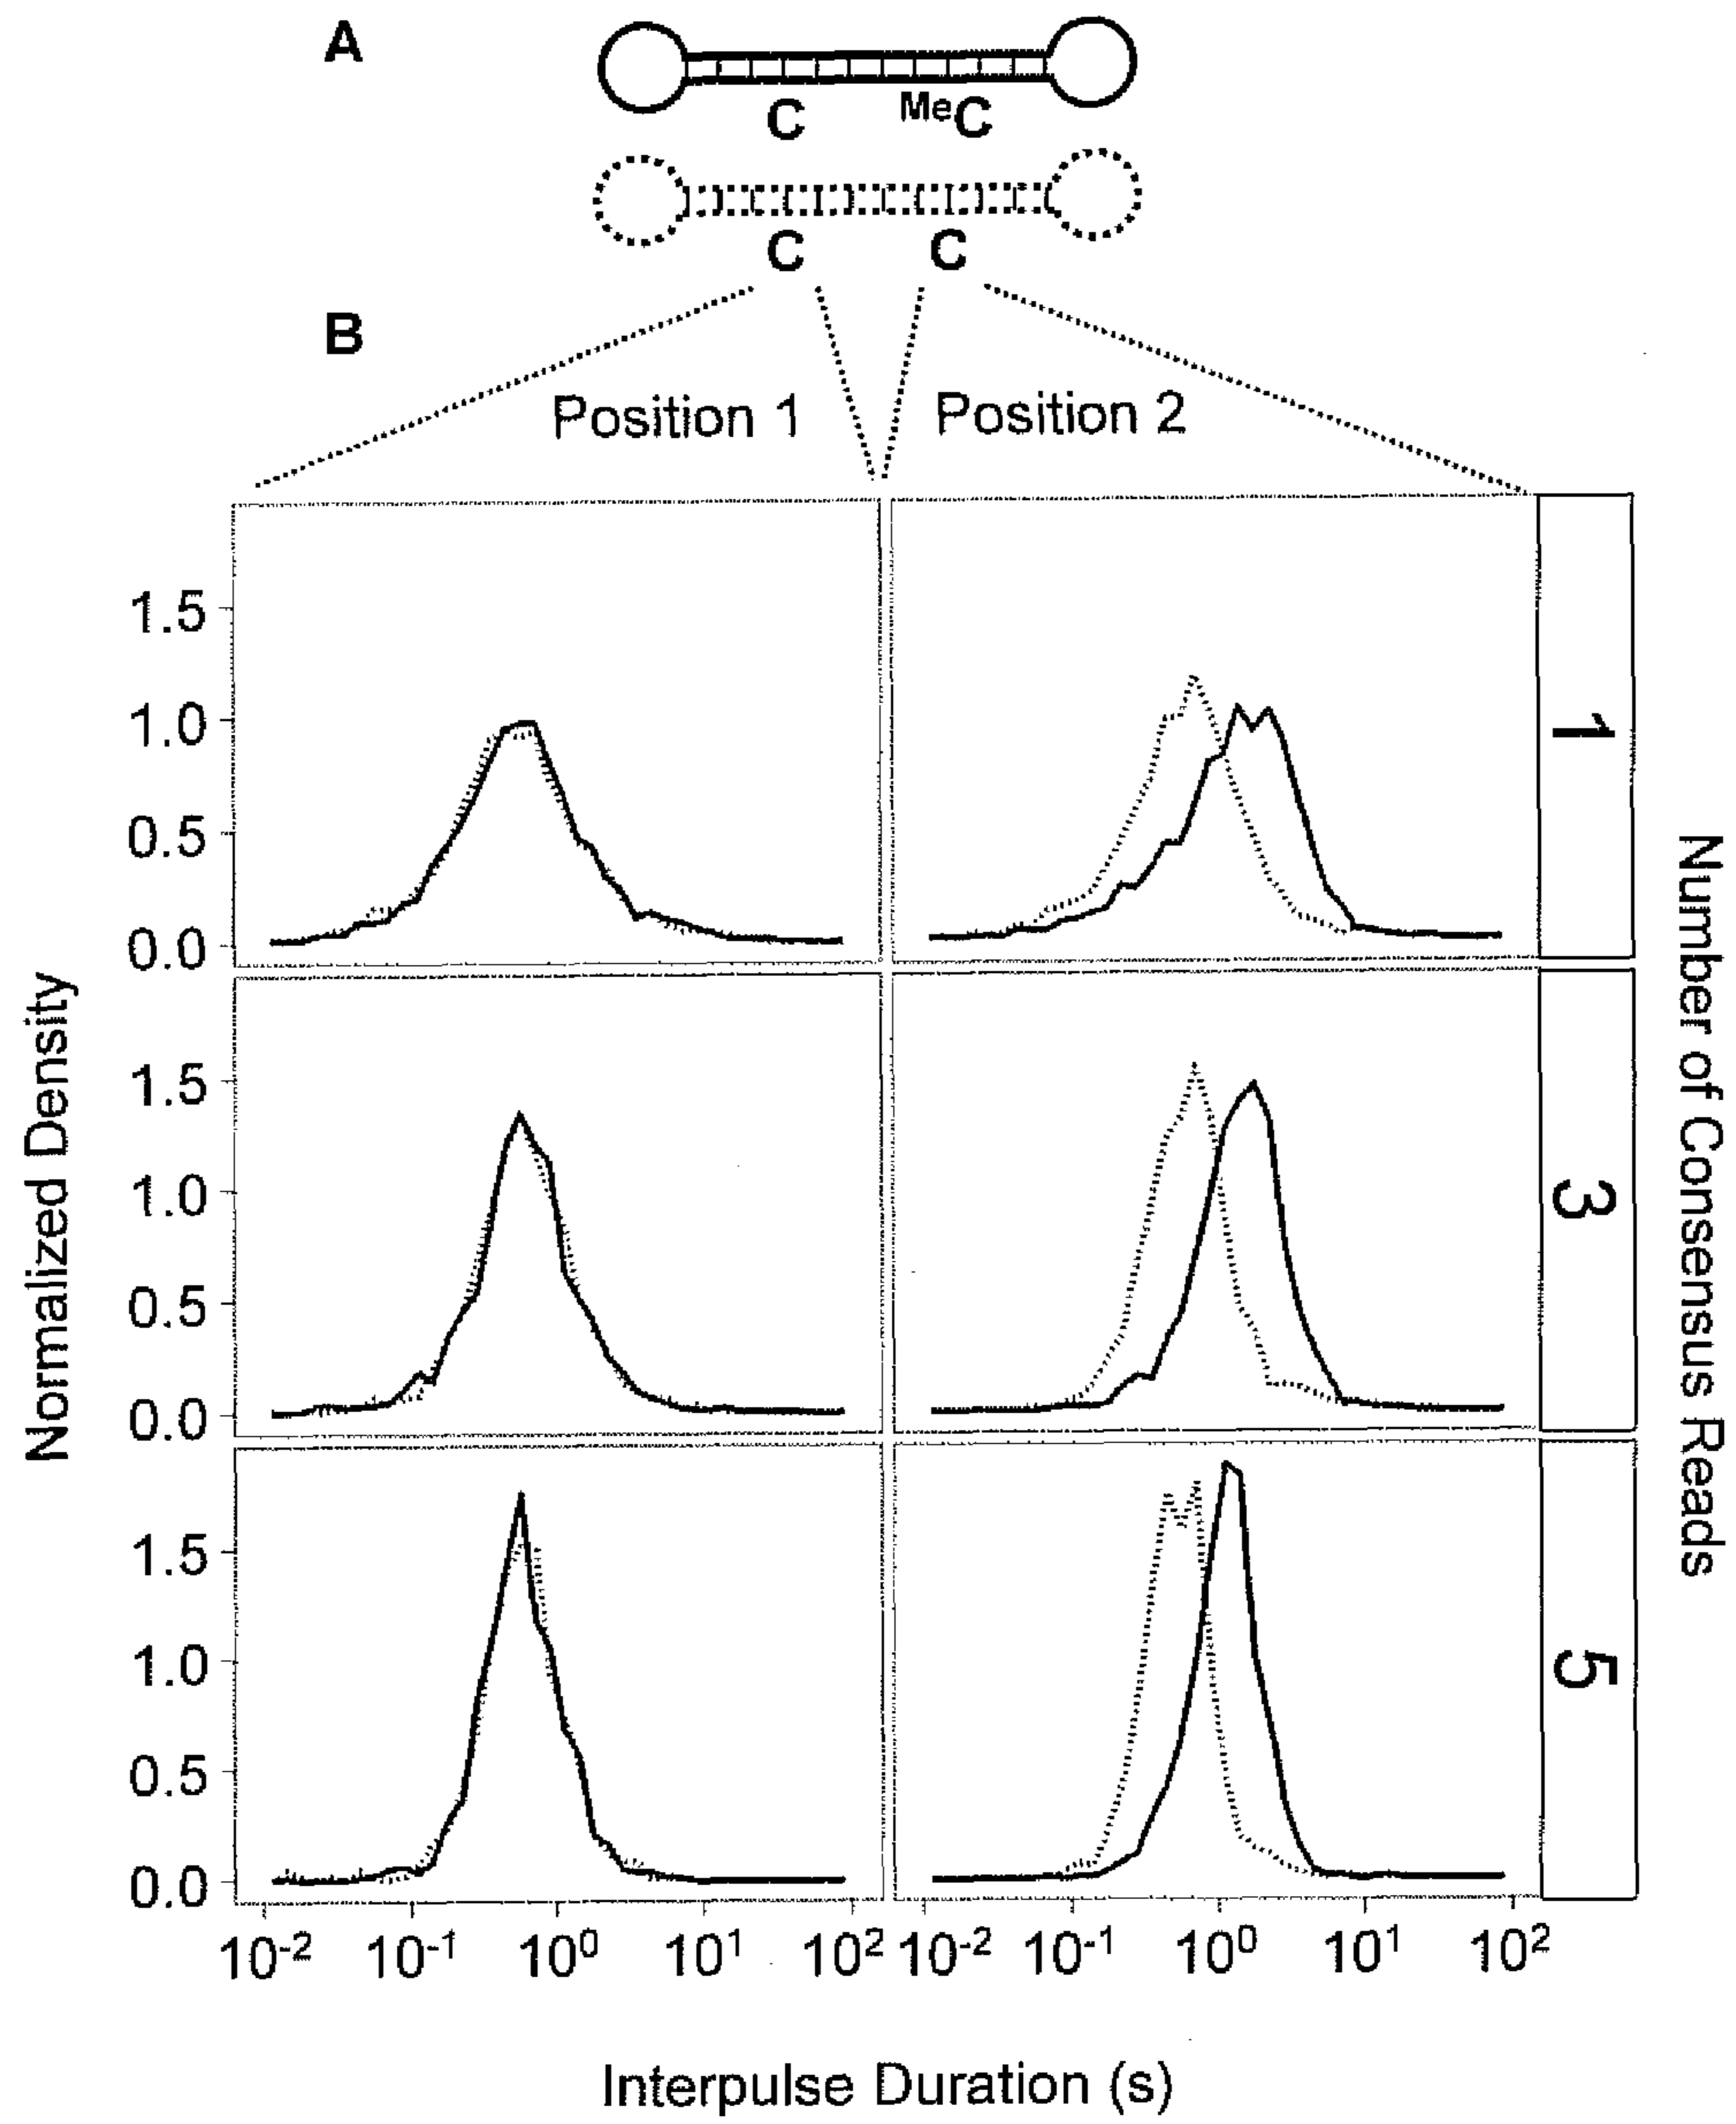 A
C MeC
C C
B
Position 1 Position 2
1.5
1.0
0.5
0.0
1
1.5
1.0
0.5
0.0
3
1.5
1.0
0.5
0.0
5
Normalized Density
Number of Consensus Reads
10-2 10-1 100 101 102 10-2 10-1 100 101 102
Interpulse Duration (s)